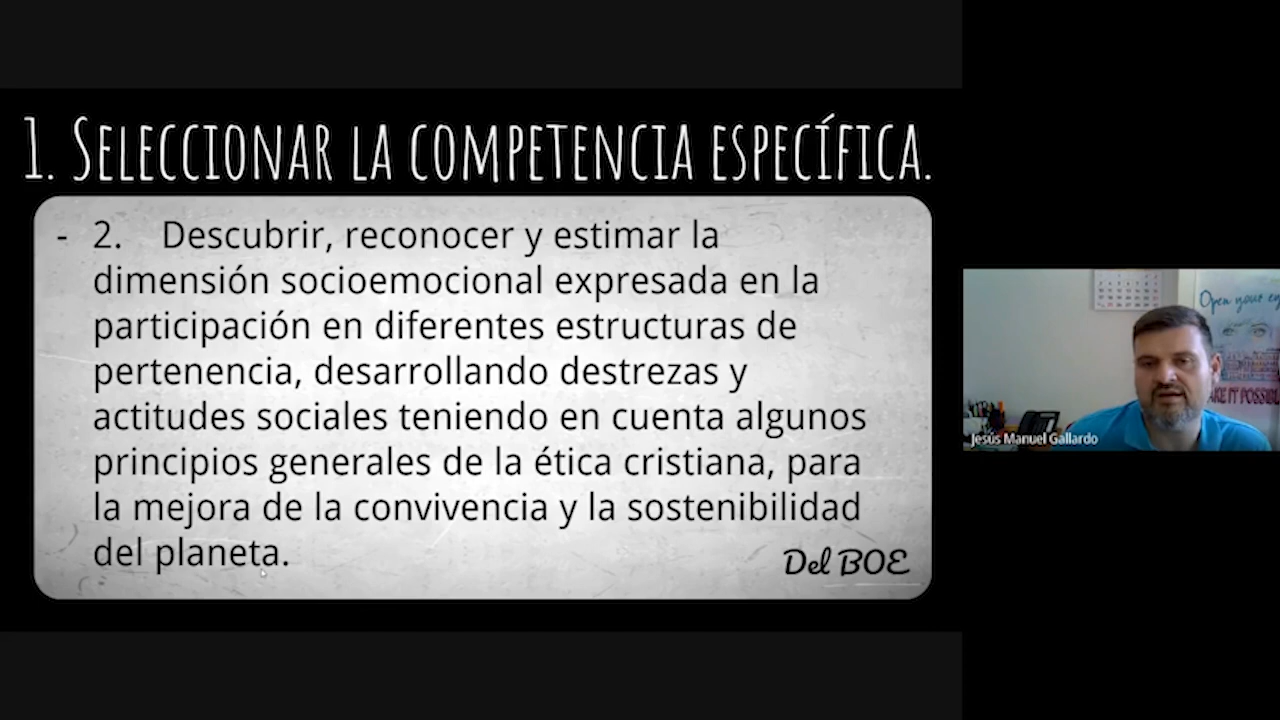 1. SELECCIONAR LA COMPETENCIA ESPECÍFICA.
- 2. Descubrir, reconocer y estimar la
dimensión socioemocional expresada en la
participación en diferentes estructuras de
pertenencia, desarrollando destrezas y
actitudes sociales teniendo en cuenta algunos
principios generales de la ética cristiana, para
la mejora de la convivencia y la sostenibilidad
del planeta.
Del BOE
Open your
Jesús Manuel Gallardo